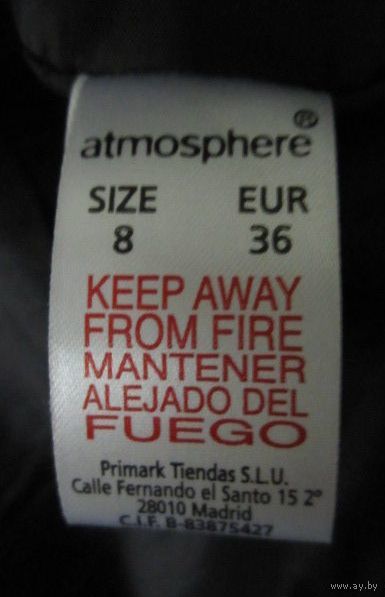 atmosphere®
SIZE EUR
8 36
KEEP AWAY
FROM FIRE
MANTENER
ALEJADO DEL
FUEGO
Primark Tiendas S.L.U.
Calle Fernando el Santo 15 2º
28010 Madrid
C.I.F. B-83875427
www.ay.by